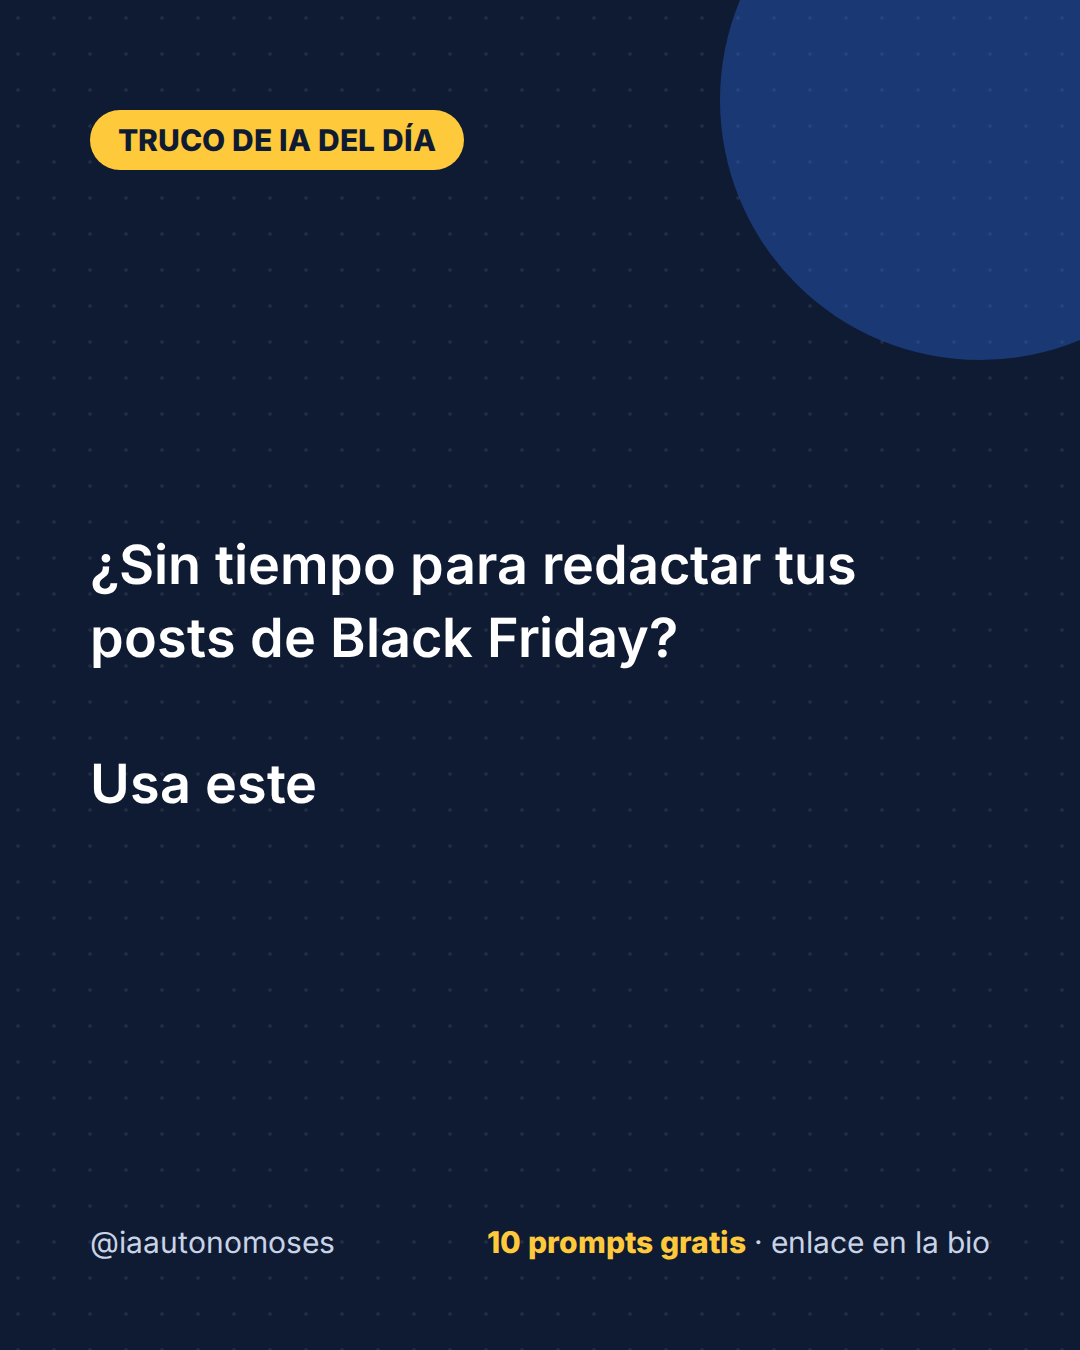 TRUCO DE IA DEL DÍA
¿Sin tiempo para redactar tus
posts de Black Friday?
Usa este
@iaautonomoses
10 prompts gratis · enlace en la bio